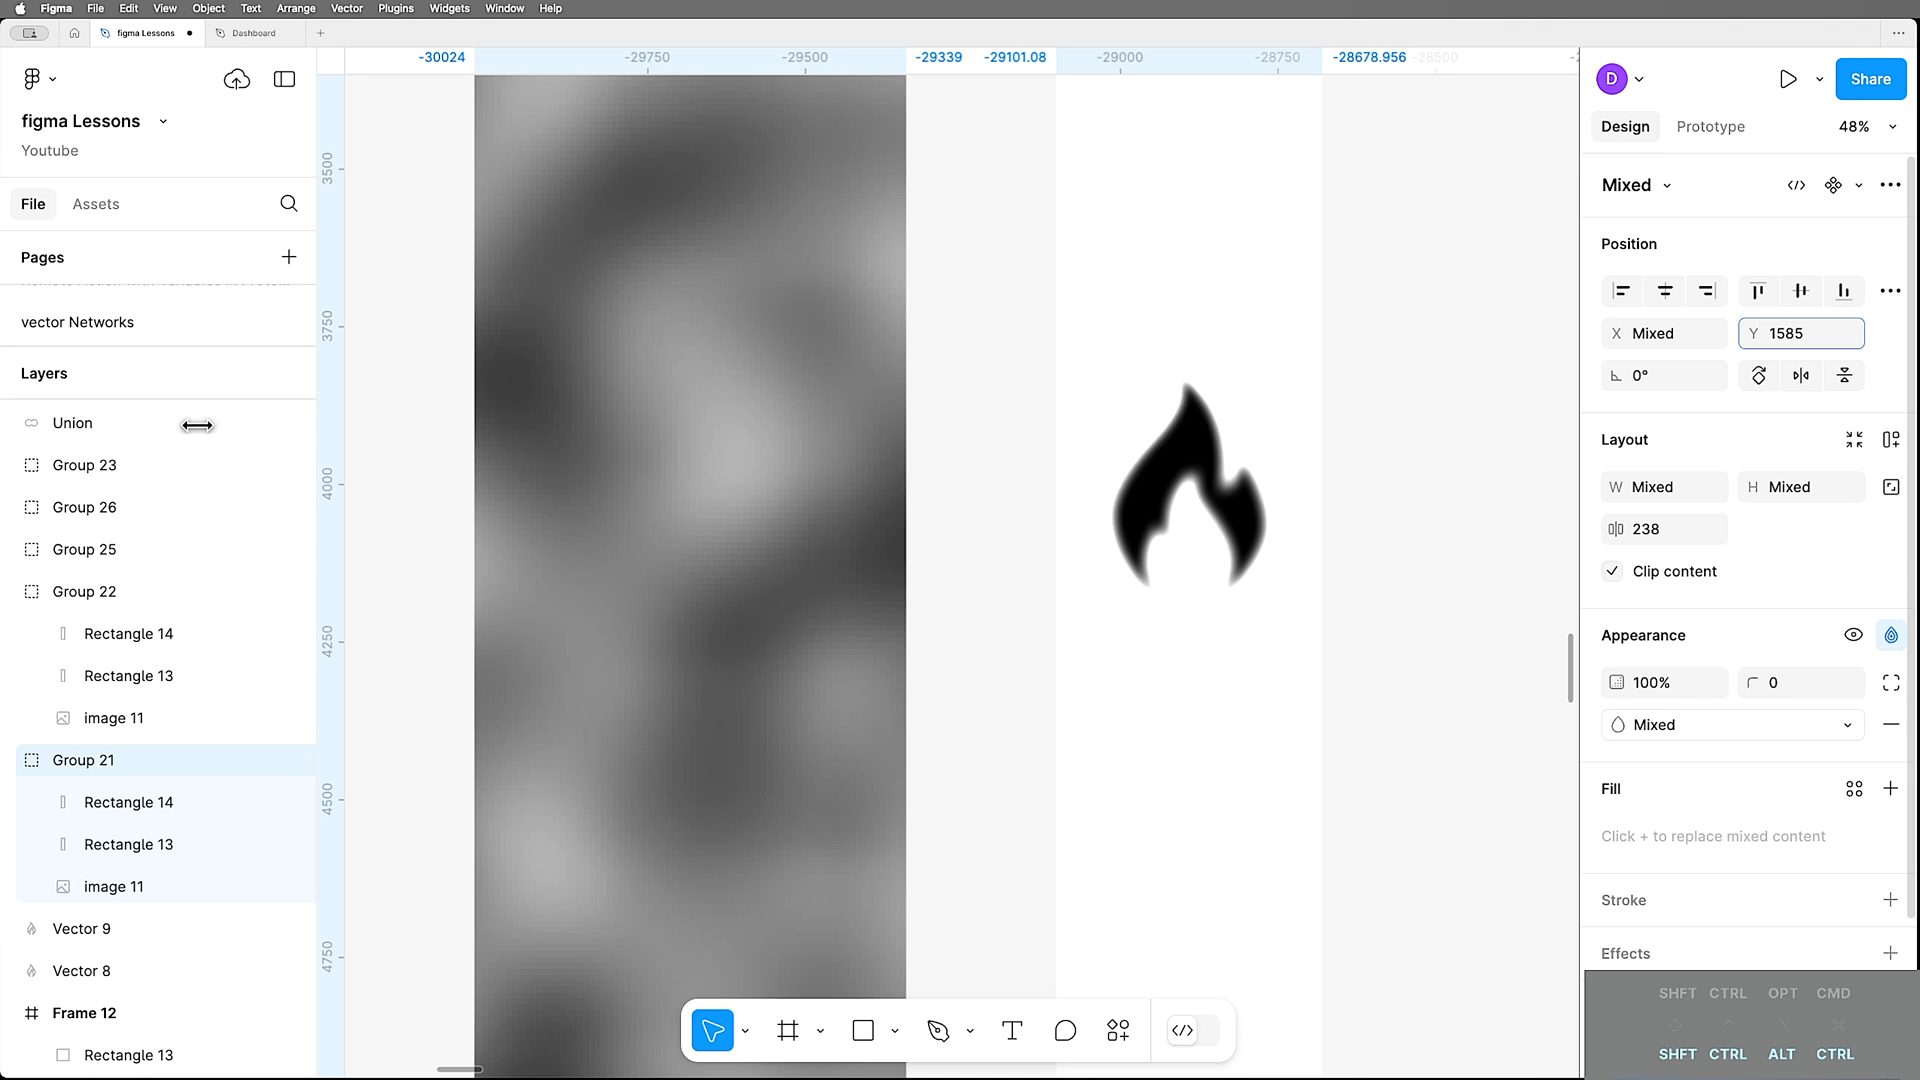 Figma File Edit View Object Text Arrange Vector Plugins Widgets Window Help
figma Lessons Dashboard
-30024 -29750 -29500 -29339 -29101.08 -29000 -28750 -28678.956 -28500
D Share
figma Lessons
Youtube
Design Prototype 48%
File Assets
Mixed
Pages
Position
vector Networks
X Mixed Y 1585
Layers
0°
Union
Layout
Group 23
W Mixed H Mixed
Group 26
238
Group 25
Clip content
Group 22
Rectangle 14
Appearance
Rectangle 13
100% 0
image 11
Mixed
Group 21
Fill
Rectangle 14
Click + to replace mixed content
Rectangle 13
image 11
Stroke
Vector 9
Effects
Vector 8
Frame 12
Rectangle 13
3500
3750
4000
4250
4500
4750
SHFT CTRL OPT CMD
SHFT CTRL ALT CTRL